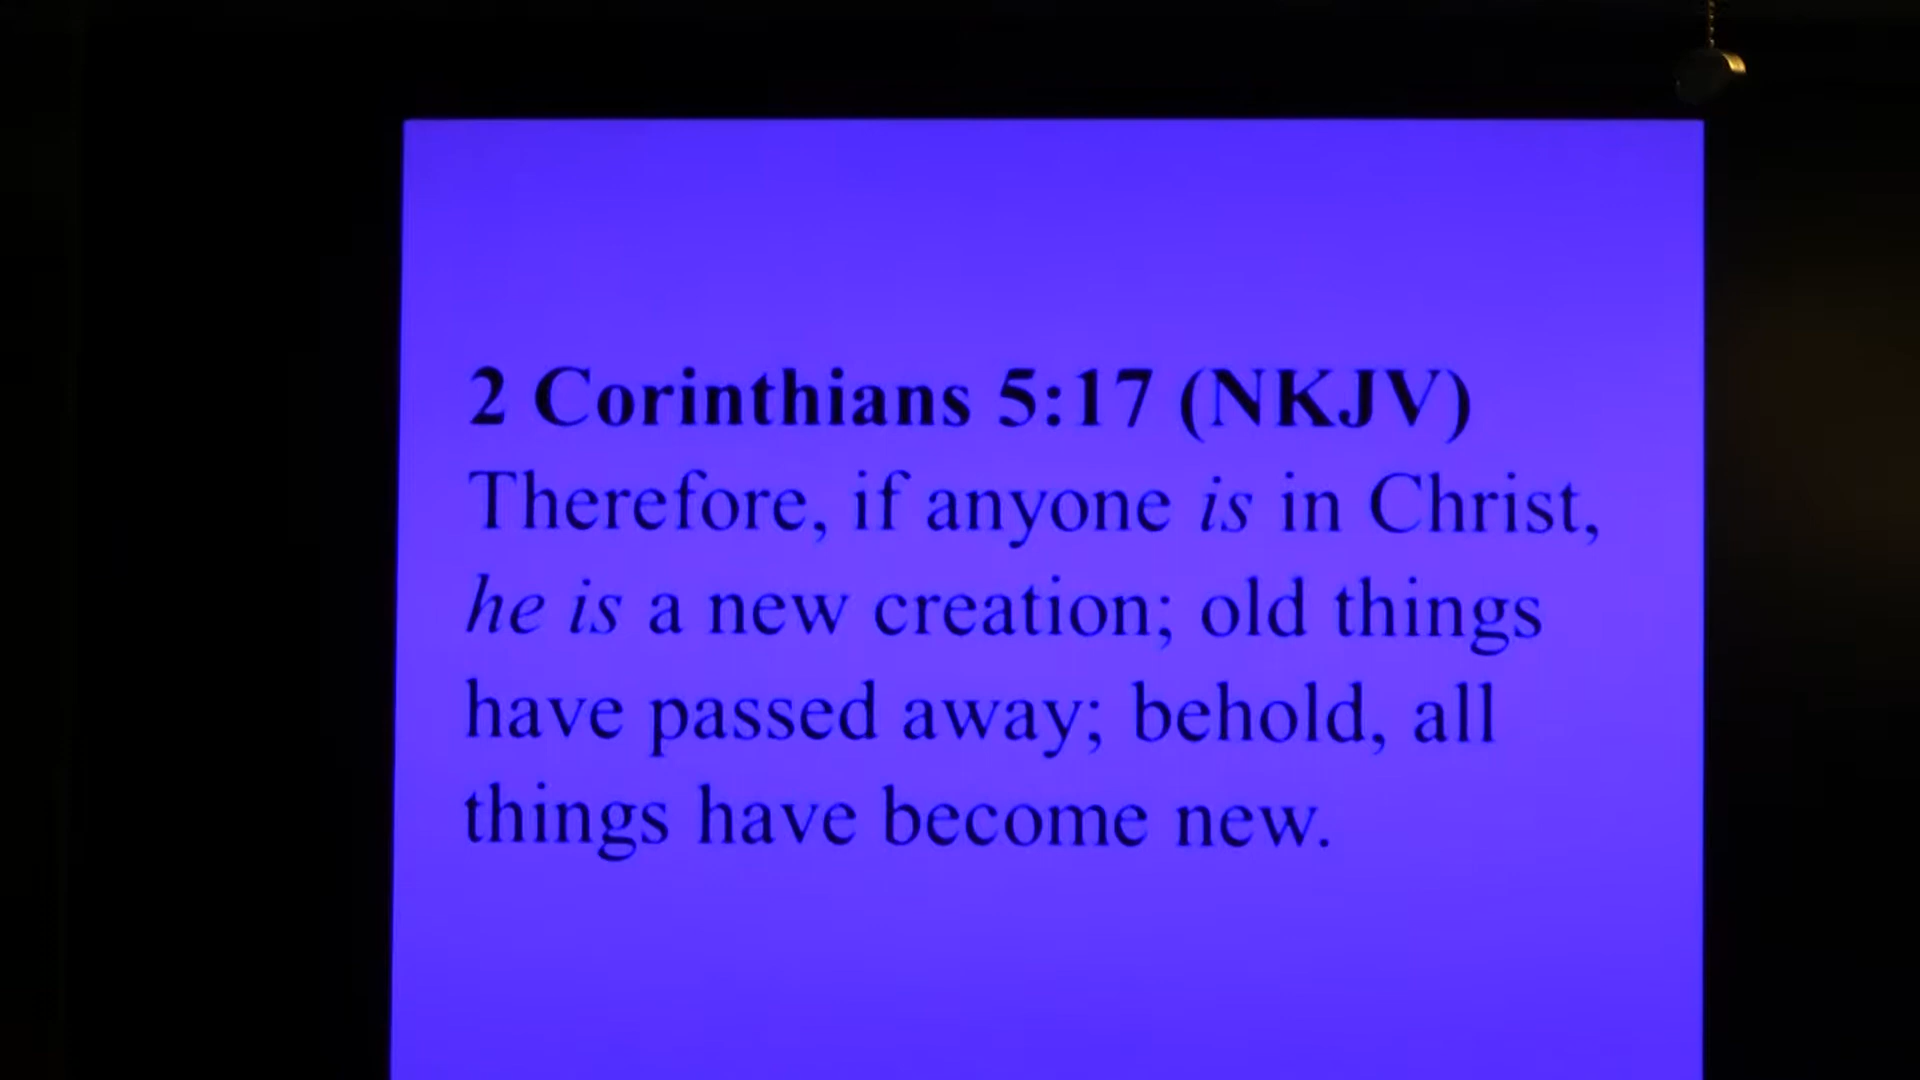 2 Corinthians 5:17 (NKJV)
Therefore, if anyone is in Christ,
he is a new creation; old things
have passed away; behold, all
things have become new.